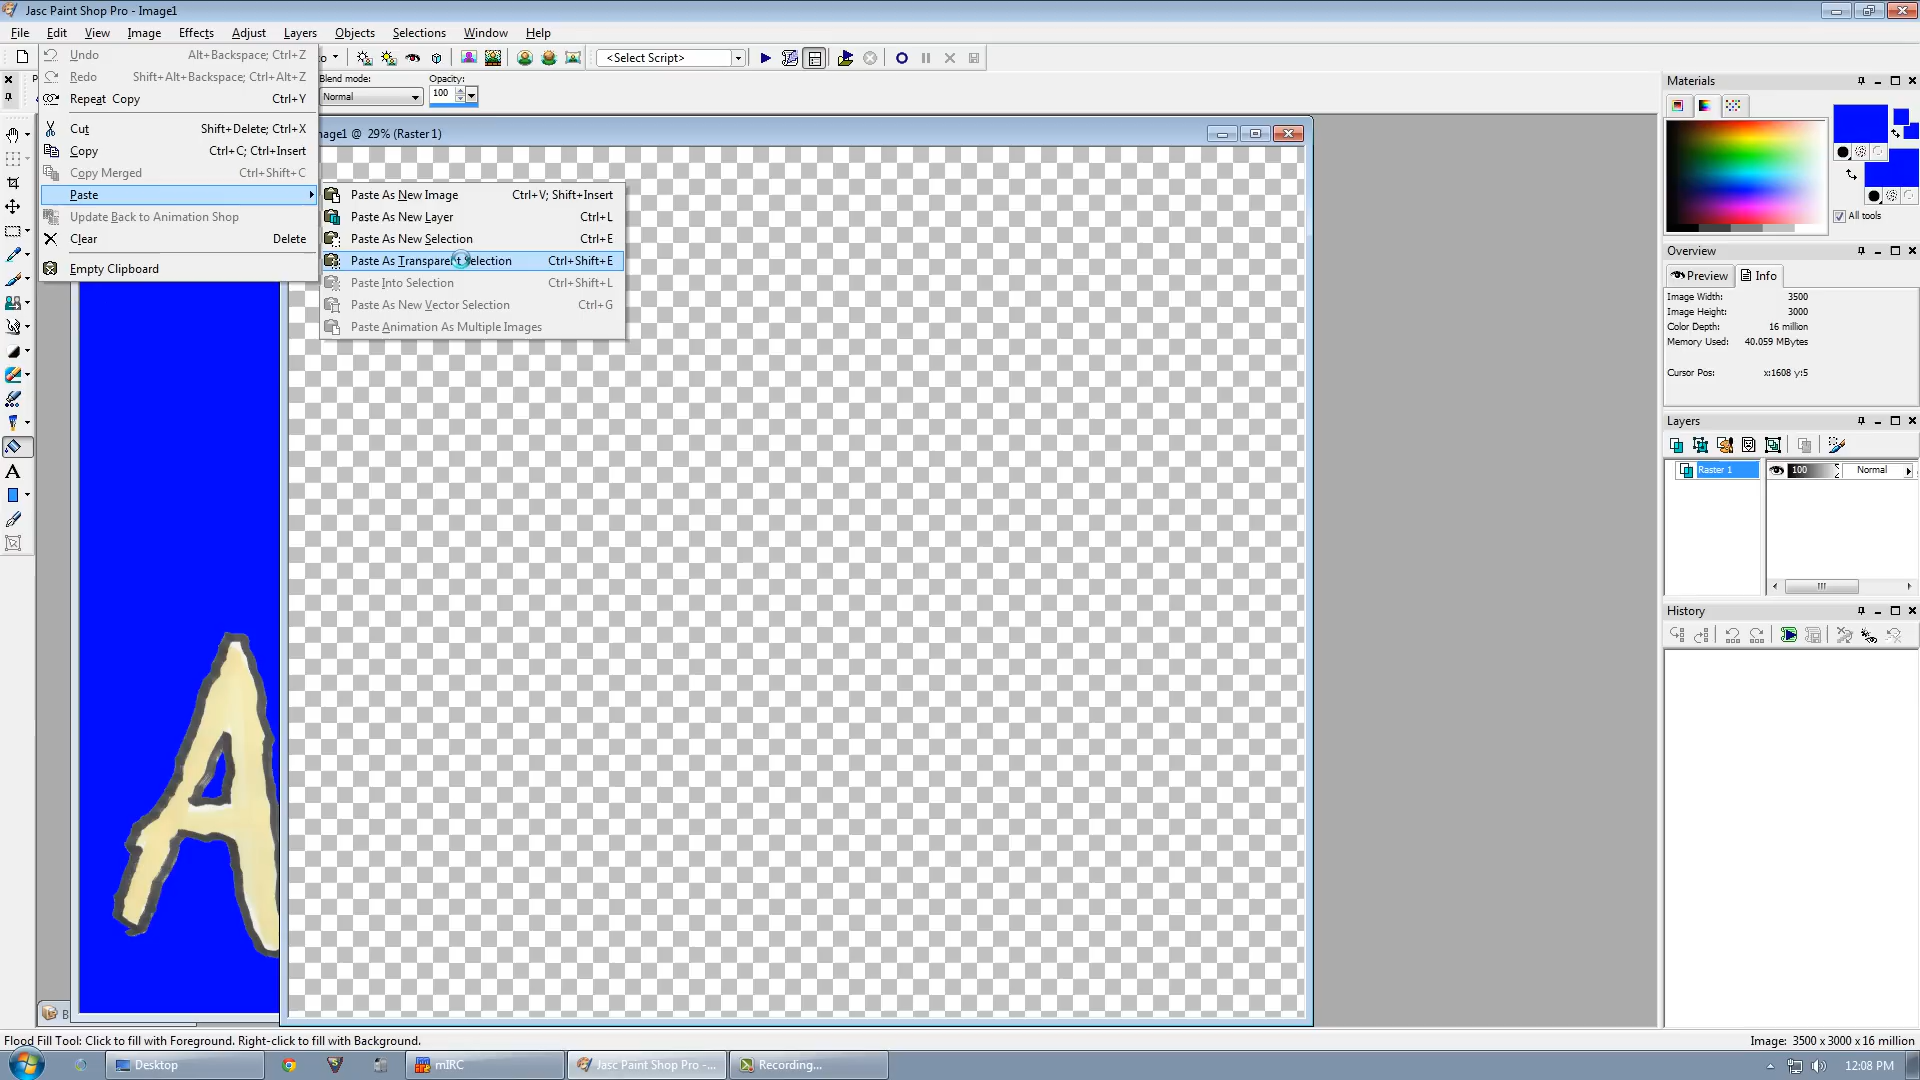 Jasc Paint Shop Pro - Image1
File Edit View Image Effects Layers Adjust Objects Selections Window Help
<Select Script>
Blend mode: Opacity:
Normal 100
Undo Alt+Backspace; Ctrl+Z
Redo Shift+Alt+Backspace; Ctrl+Alt+Z
Repeat Copy Ctrl+Y
Cut Shift+Delete; Ctrl+X
Copy Ctrl+C; Ctrl+Insert
Copy Merged Ctrl+Shift+C
Paste
Update Back to Animation Shop
Clear Delete
Empty Clipboard
mage1 @ 29% (Raster 1)
Paste As New Image Ctrl+V; Shift+Insert
Paste As New Layer Ctrl+L
Paste As New Selection Ctrl+E
Paste As Transparent Selection Ctrl+Shift+E
Paste Into Selection Ctrl+Shift+L
Paste As New Vector Selection Ctrl+G
Paste Animation As Multiple Images
A
A
B
Materials
All tools
Overview
Preview Info
Image Width: 3500
Image Height: 3000
Color Depth: 16 million
Memory Used: 40.059 MBytes
Cursor Pos: x:1608 y:5
Layers
Raster 1 100 Normal
History
Flood Fill Tool: Click to fill with Foreground. Right-click to fill with Background.
Image: 3500 x 3000 x 16 million
Desktop mIRC Jasc Paint Shop Pro -... Recording... 12:08 PM